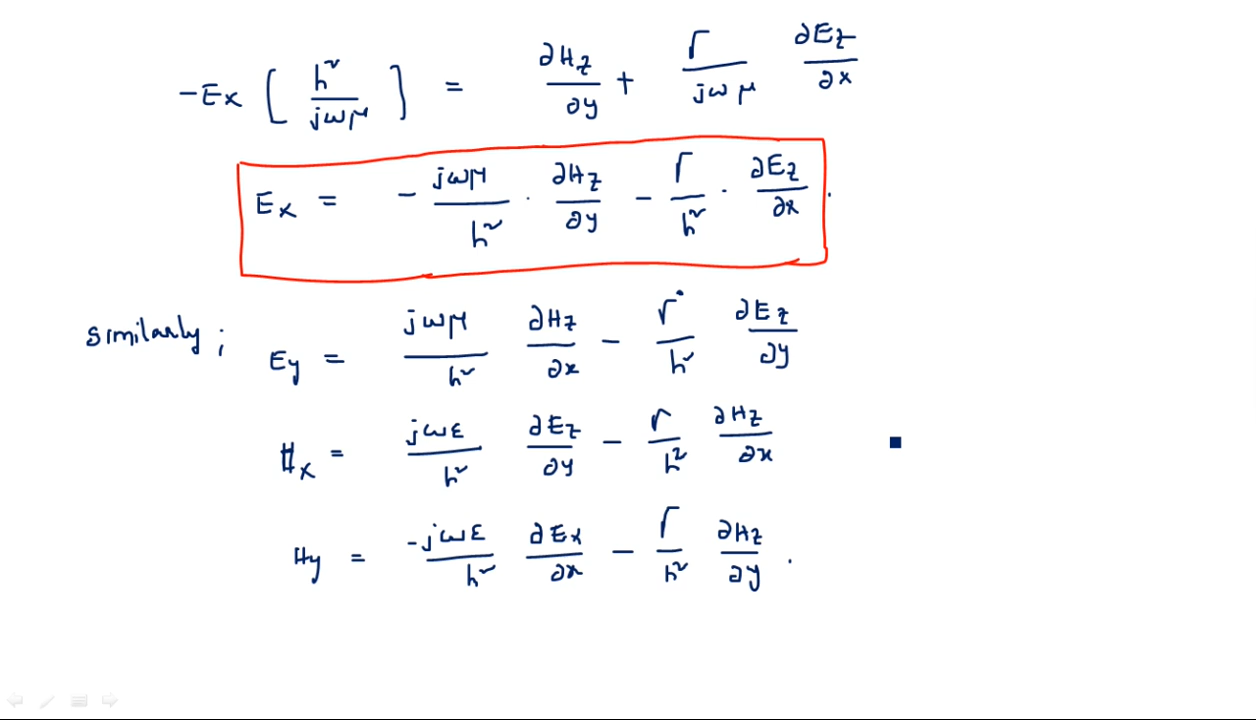 -Ex [ h² / jωμ ] = ∂Hz/∂y + Γ/jωμ ∂Ez/∂x
Ex = - jωμ/h² · ∂Hz/∂y - Γ/h² · ∂Ez/∂x .
Similarly; Ey = jωμ/h² ∂Hz/∂x - Γ/h² ∂Ez/∂y
Hx = jωε/h² ∂Ez/∂y - Γ/h² ∂Hz/∂x
Hy = -jωε/h² ∂Ex/∂x - Γ/h² ∂Hz/∂y .